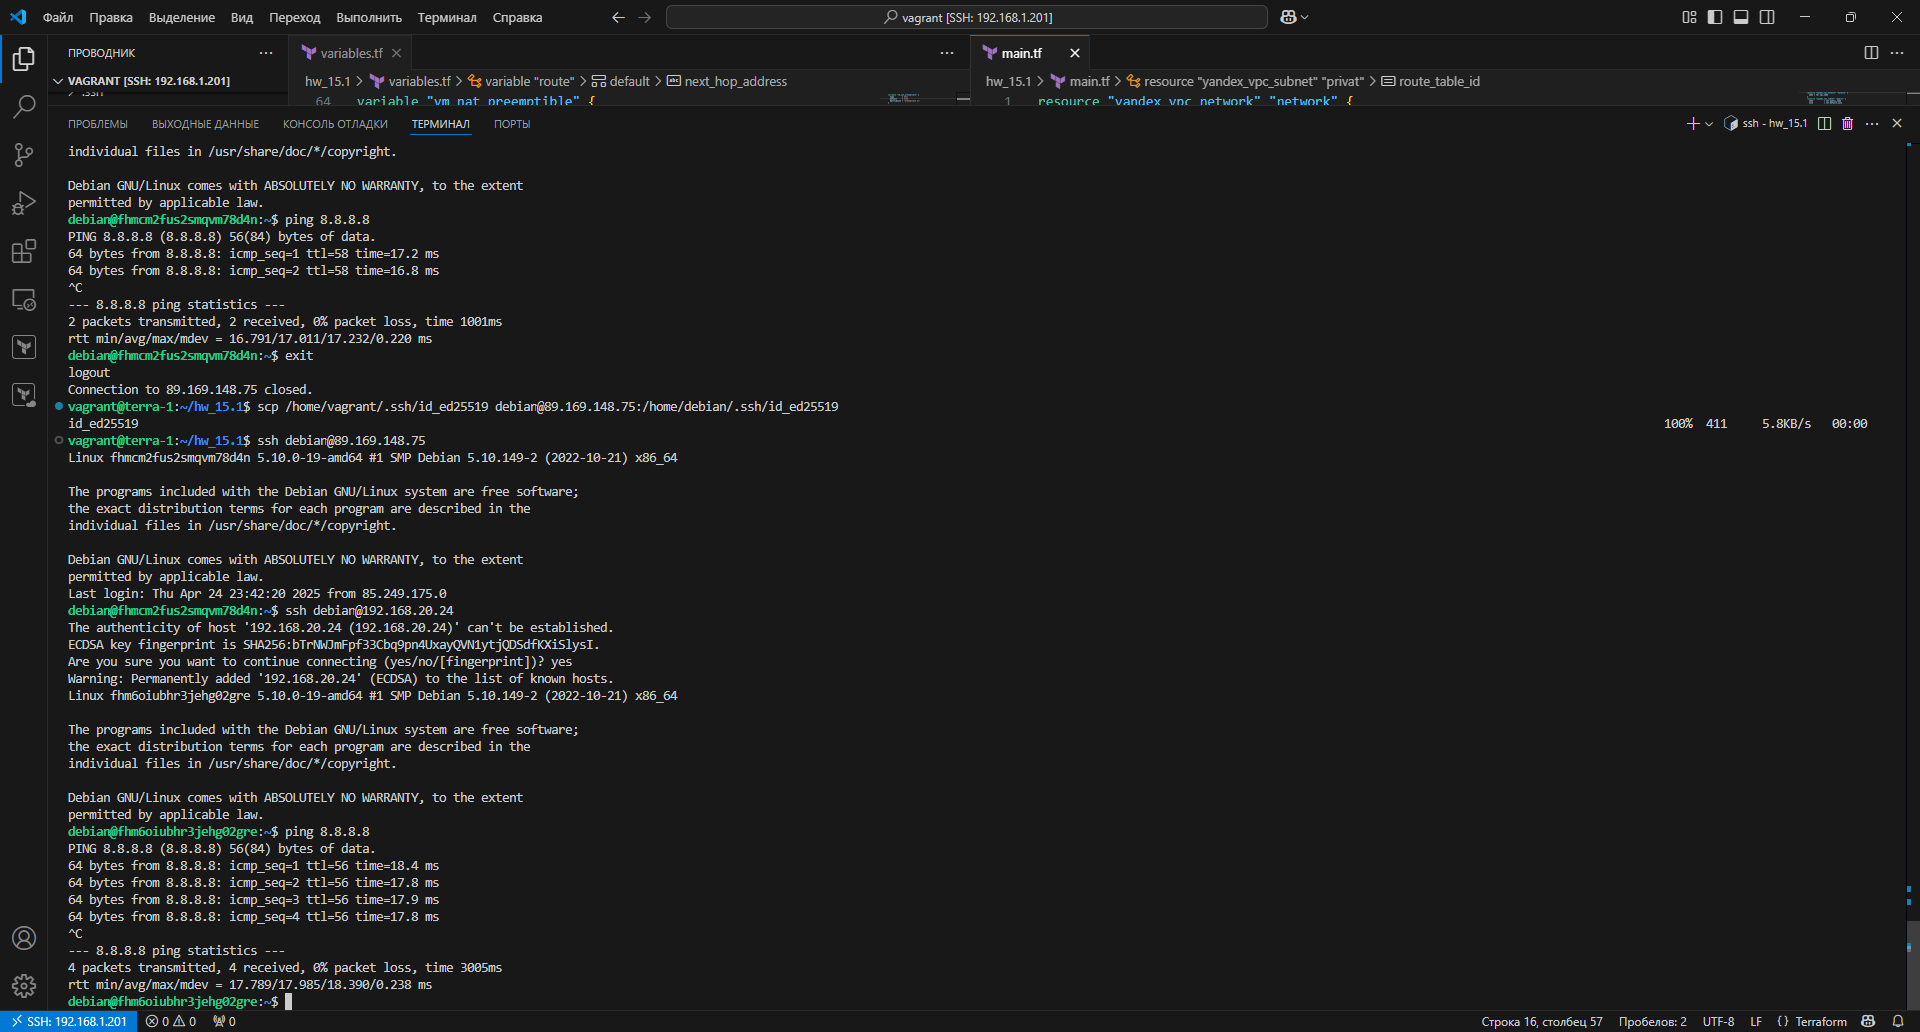 Файл Правка Выделение Вид Переход Выполнить Терминал Справка
vagrant [SSH: 192.168.1.201]
ПРОВОДНИК
variables.tf
main.tf
VAGRANT [SSH: 192.168.1.201]
hw_15.1 > variables.tf > variable "route" > default > next_hop_address
hw_15.1 > main.tf > resource "yandex_vpc_subnet" "privat" > route_table_id
.ssh
64 variable "vm_nat_preemptible" {
1 resource "yandex_vpc_network" "network" {
ПРОБЛЕМЫ ВЫХОДНЫЕ ДАННЫЕ КОНСОЛЬ ОТЛАДКИ ТЕРМИНАЛ ПОРТЫ
ssh - hw_15.1
individual files in /usr/share/doc/*/copyright.
Debian GNU/Linux comes with ABSOLUTELY NO WARRANTY, to the extent
permitted by applicable law.
debian@fhmcm2fus2smqvm78d4n:~$ ping 8.8.8.8
PING 8.8.8.8 (8.8.8.8) 56(84) bytes of data.
64 bytes from 8.8.8.8: icmp_seq=1 ttl=58 time=17.2 ms
64 bytes from 8.8.8.8: icmp_seq=2 ttl=58 time=16.8 ms
^C
--- 8.8.8.8 ping statistics ---
2 packets transmitted, 2 received, 0% packet loss, time 1001ms
rtt min/avg/max/mdev = 16.791/17.011/17.232/0.220 ms
debian@fhmcm2fus2smqvm78d4n:~$ exit
logout
Connection to 89.169.148.75 closed.
vagrant@terra-1:~/hw_15.1$ scp /home/vagrant/.ssh/id_ed25519 debian@89.169.148.75:/home/debian/.ssh/id_ed25519
id_ed25519 100% 411 5.8KB/s 00:00
vagrant@terra-1:~/hw_15.1$ ssh debian@89.169.148.75
Linux fhmcm2fus2smqvm78d4n 5.10.0-19-amd64 #1 SMP Debian 5.10.149-2 (2022-10-21) x86_64
The programs included with the Debian GNU/Linux system are free software;
the exact distribution terms for each program are described in the
individual files in /usr/share/doc/*/copyright.
Debian GNU/Linux comes with ABSOLUTELY NO WARRANTY, to the extent
permitted by applicable law.
Last login: Thu Apr 24 23:42:20 2025 from 85.249.175.0
debian@fhmcm2fus2smqvm78d4n:~$ ssh debian@192.168.20.24
The authenticity of host '192.168.20.24 (192.168.20.24)' can't be established.
ECDSA key fingerprint is SHA256:bTrNWJmFpf33Cbq9pn4UxayQVN1ytjQDSdfKXiSlysI.
Are you sure you want to continue connecting (yes/no/[fingerprint])? yes
Warning: Permanently added '192.168.20.24' (ECDSA) to the list of known hosts.
Linux fhm6oiubhr3jehg02gre 5.10.0-19-amd64 #1 SMP Debian 5.10.149-2 (2022-10-21) x86_64
The programs included with the Debian GNU/Linux system are free software;
the exact distribution terms for each program are described in the
individual files in /usr/share/doc/*/copyright.
Debian GNU/Linux comes with ABSOLUTELY NO WARRANTY, to the extent
permitted by applicable law.
debian@fhm6oiubhr3jehg02gre:~$ ping 8.8.8.8
PING 8.8.8.8 (8.8.8.8) 56(84) bytes of data.
64 bytes from 8.8.8.8: icmp_seq=1 ttl=56 time=18.4 ms
64 bytes from 8.8.8.8: icmp_seq=2 ttl=56 time=17.8 ms
64 bytes from 8.8.8.8: icmp_seq=3 ttl=56 time=17.9 ms
64 bytes from 8.8.8.8: icmp_seq=4 ttl=56 time=17.8 ms
^C
--- 8.8.8.8 ping statistics ---
4 packets transmitted, 4 received, 0% packet loss, time 3005ms
rtt min/avg/max/mdev = 17.789/17.985/18.390/0.238 ms
debian@fhm6oiubhr3jehg02gre:~$
SSH: 192.168.1.201 0 0 0 Строка 16, столбец 57 Пробелов: 2 UTF-8 LF {} Terraform